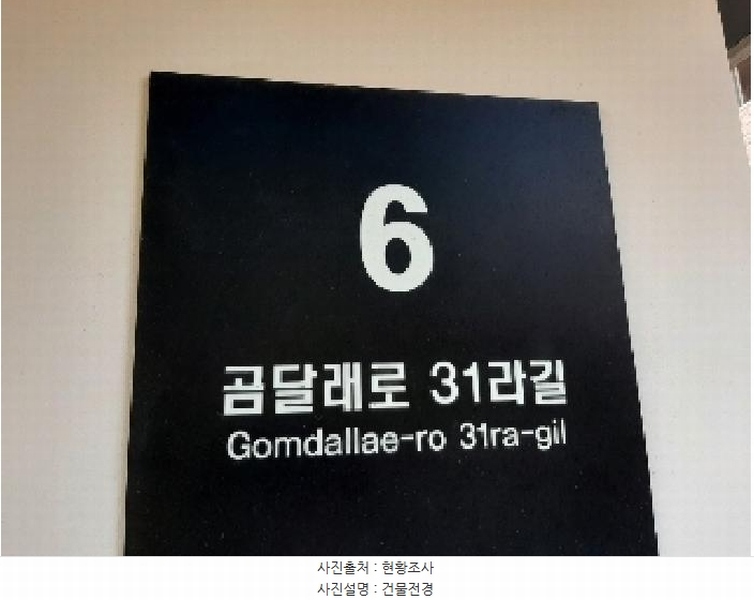 6
곰달래로 31라길
Gomdallae-ro 31ra-gil
사진출처 : 현황조사
사진설명 : 건물전경